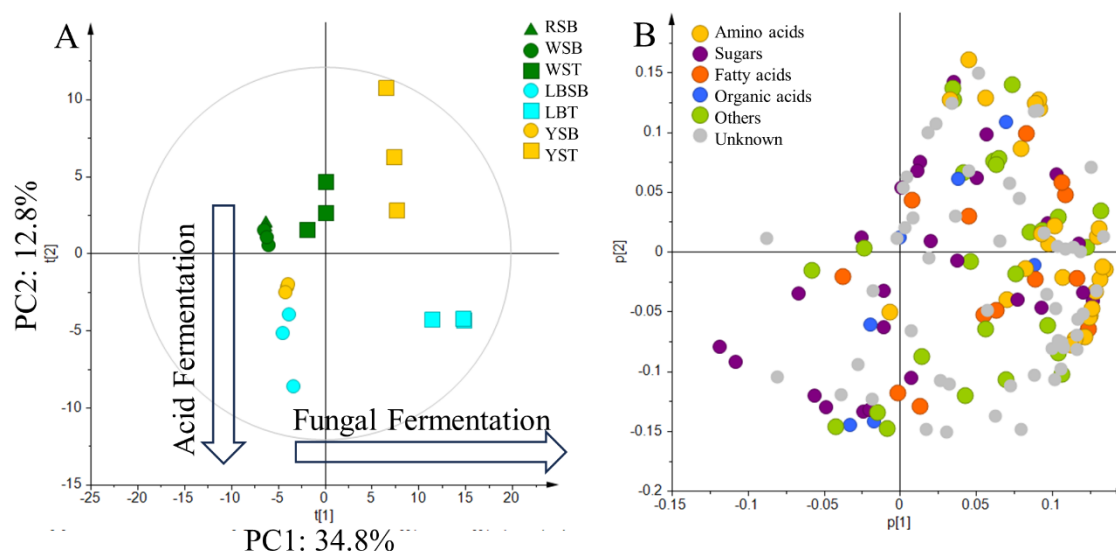 A
RSB
WSB
WST
LBSB
LBT
YSB
YST
10
5
0
-5
-10
-15
t[2]
PC2: 12.8%
Acid Fermentation
Fungal Fermentation
-25 -20 -15 -10 -5 0 5 10 15 20 25
t[1]
PC1: 34.8%
B
Amino acids
Sugars
Fatty acids
Organic acids
Others
Unknown
0.15
0.1
0.05
0
-0.05
-0.1
-0.15
-0.2
p[2]
-0.15 -0.1 -0.05 0 0.05 0.1
p[1]